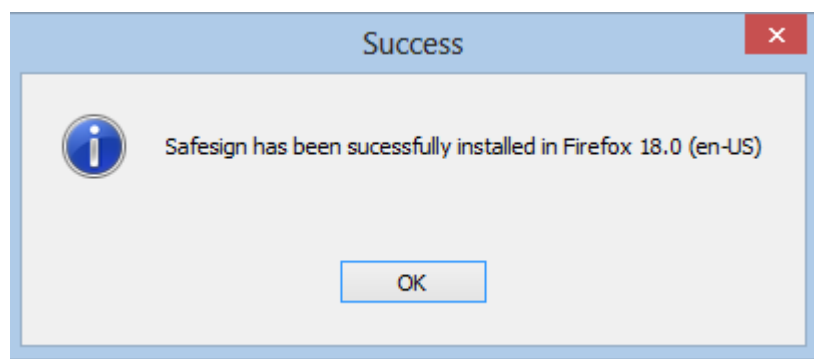 Success
Safesign has been sucessfully installed in Firefox 18.0 (en-US)
OK